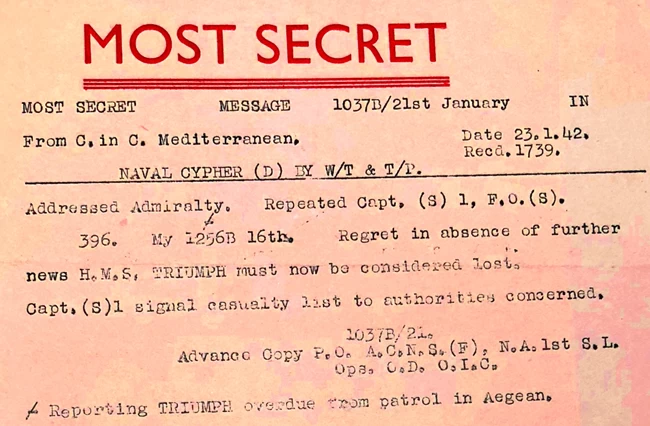 MOST SECRET
MOST SECRET MESSAGE 1037B/21st January IN
From C. in C. Mediterranean. Date 23.1.42.
Recd.1739.
NAVAL CYPHER (D) BY W/T & T/P.
Addressed Admiralty. Repeated Capt. (S) 1, F.O.(S).
396. My 1256B 16th. Regret in absence of further
news H.M.S. TRIUMPH must now be considered lost.
Capt.(S)1 signal casualty list to authorities concerned.
1037B/21.
Advance Copy P.O. A.C.N.S.(F), N.A. 1st S.L.
Ops. O.D. O.I.C.
Reporting TRIUMPH overdue from patrol in Aegean.